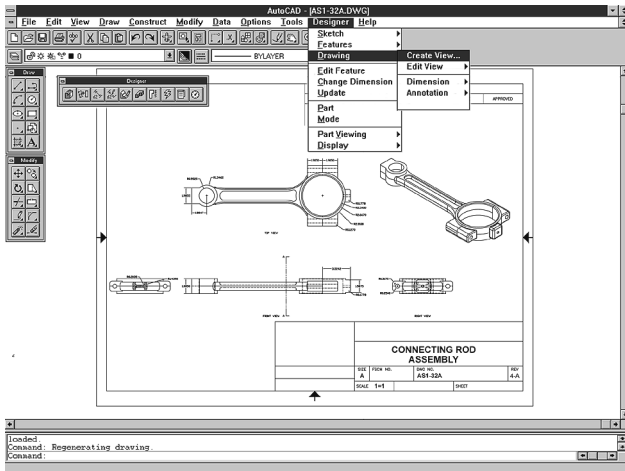 AutoCAD - [AS1-32A.DWG]
File Edit View Draw Construct Modify Data Options Tools Designer Help
0
BYLAYER
Draw
Modify
Designer
Sketch
Features
Drawing
Edit Feature
Change Dimension
Update
Part
Mode
Part Viewing
Display
Create View...
Edit View
Dimension
Annotation
APPROVED
TOP VIEW
FRONT VIEW
RIGHT VIEW
CONNECTING ROD
ASSEMBLY
SIZE FSCM NO. DWG NO. REV
A AS1-32A 4-A
SCALE 1=1 SHEET
loaded.
Command: Regenerating drawing.
Command: